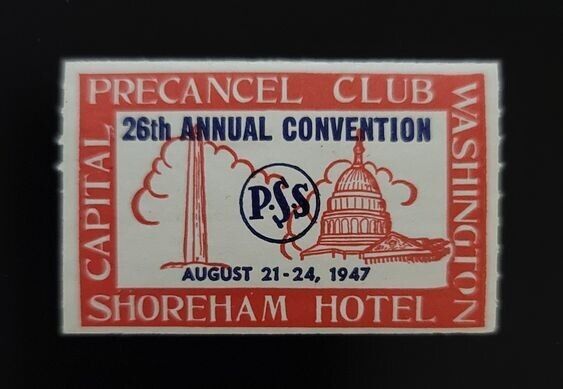 PRECANCEL CLUB
CAPITAL
WASHINGTON
26th ANNUAL CONVENTION
P.S.S
AUGUST 21-24, 1947
SHOREHAM HOTEL